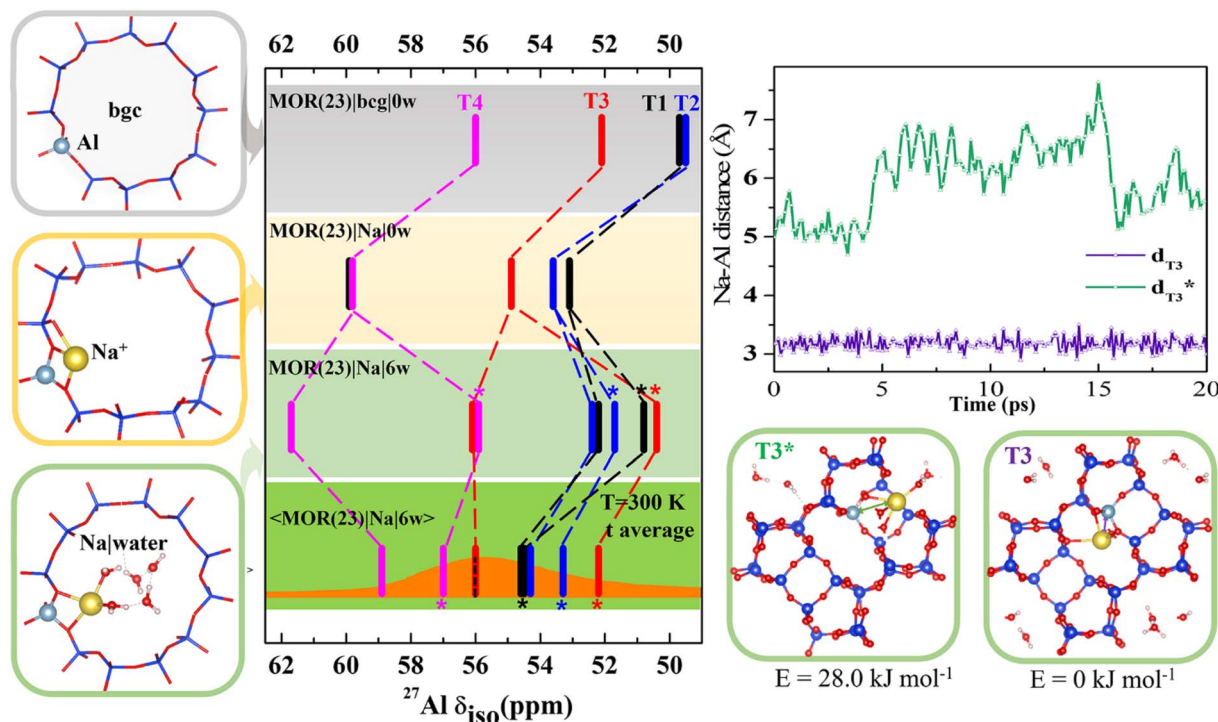 bgc
Al
Na⁺
Na|water
62 60 58 56 54 52 50
MOR(23)|bcg|0w
T4 T3 T1 T2
MOR(23)|Na|0w
MOR(23)|Na|6w
* * * *
T=300 K
<MOR(23)|Na|6w> t average
* * * *
62 60 58 56 54 52 50
²⁷Al δiso(ppm)
>
Na-Al distance (Å)
7
6
5
4
3
d T3
d T3*
0 5 10 15 20
Time (ps)
T3*
T3
E = 28.0 kJ mol⁻¹
E = 0 kJ mol⁻¹